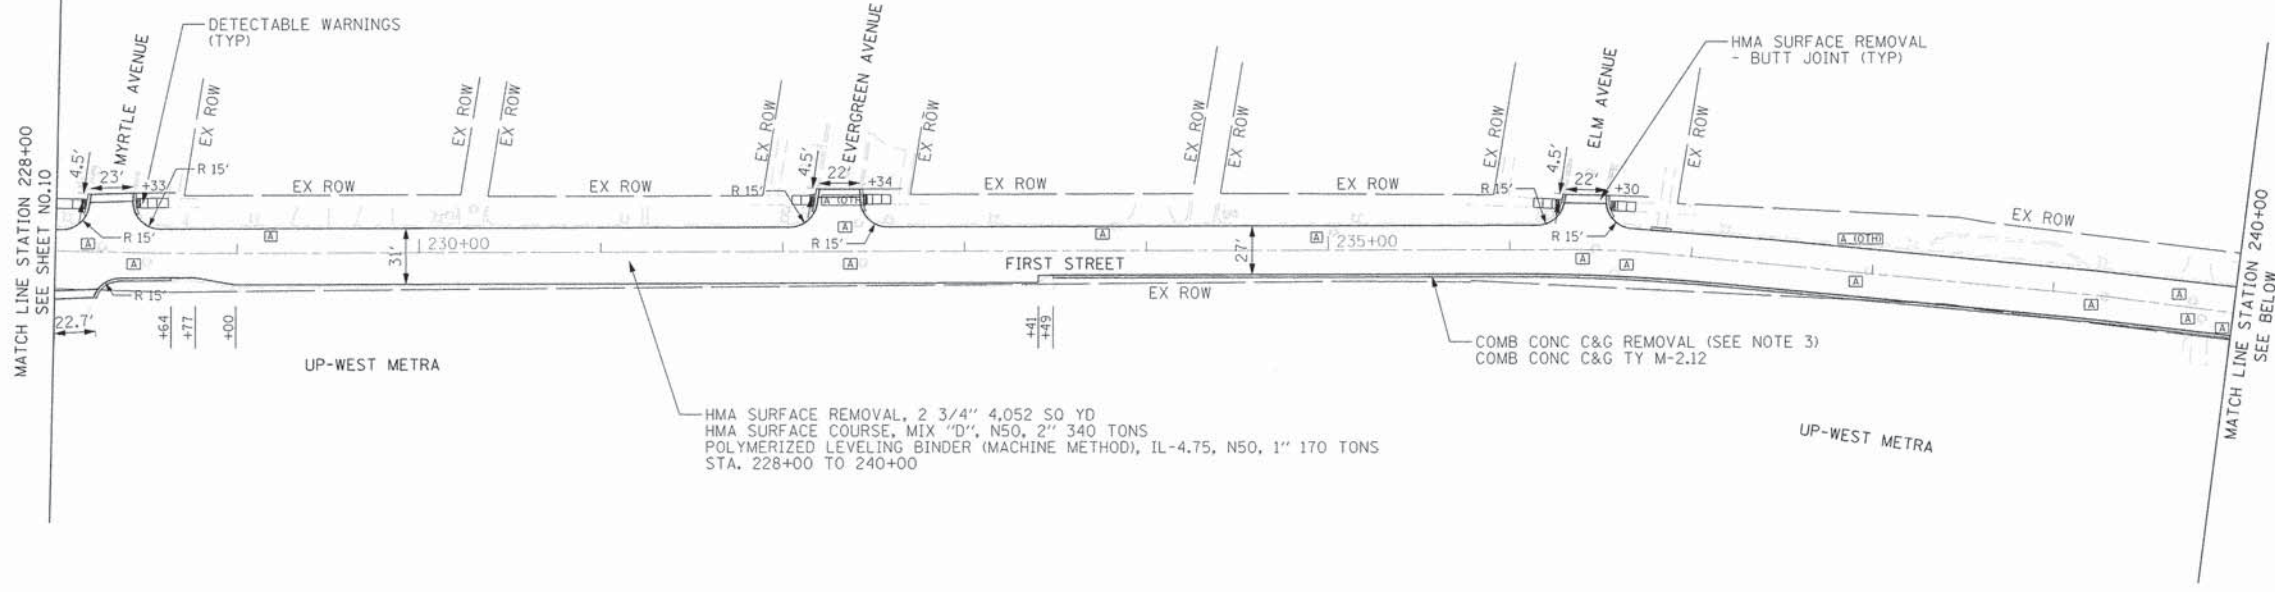 DETECTABLE WARNINGS
(TYP)
MYRTLE AVENUE
EVERGREEN AVENUE
ELM AVENUE
HMA SURFACE REMOVAL
- BUTT JOINT (TYP)
MATCH LINE STATION 228+00
SEE SHEET NO.10
EX ROW
EX ROW
EX ROW
EX ROW
EX ROW
EX ROW
EX ROW
EX ROW
EX ROW
4.5'
23'
+33
R 15'
EX ROW
EX ROW
R 15'
4.5'
22'
+34
EX ROW
EX ROW
R 15'
4.5'
22'
+30
EX ROW
A (OTH)
A
R 15'
A
31'
230+00
R 15'
A
A
27'
A
235+00
R 15'
A (OTH)
A
A
FIRST STREET
A
A
A
A
A
A
A
R 15'
EX ROW
22.7'
+64
+77
+00
+41
+49
UP-WEST METRA
COMB CONC C&G REMOVAL (SEE NOTE 3)
COMB CONC C&G TY M-2.12
HMA SURFACE REMOVAL, 2 3/4" 4,052 SQ YD
HMA SURFACE COURSE, MIX "D", N50, 2" 340 TONS
POLYMERIZED LEVELING BINDER (MACHINE METHOD), IL-4.75, N50, 1" 170 TONS
STA. 228+00 TO 240+00
UP-WEST METRA
MATCH LINE STATION 240+00
SEE BELOW